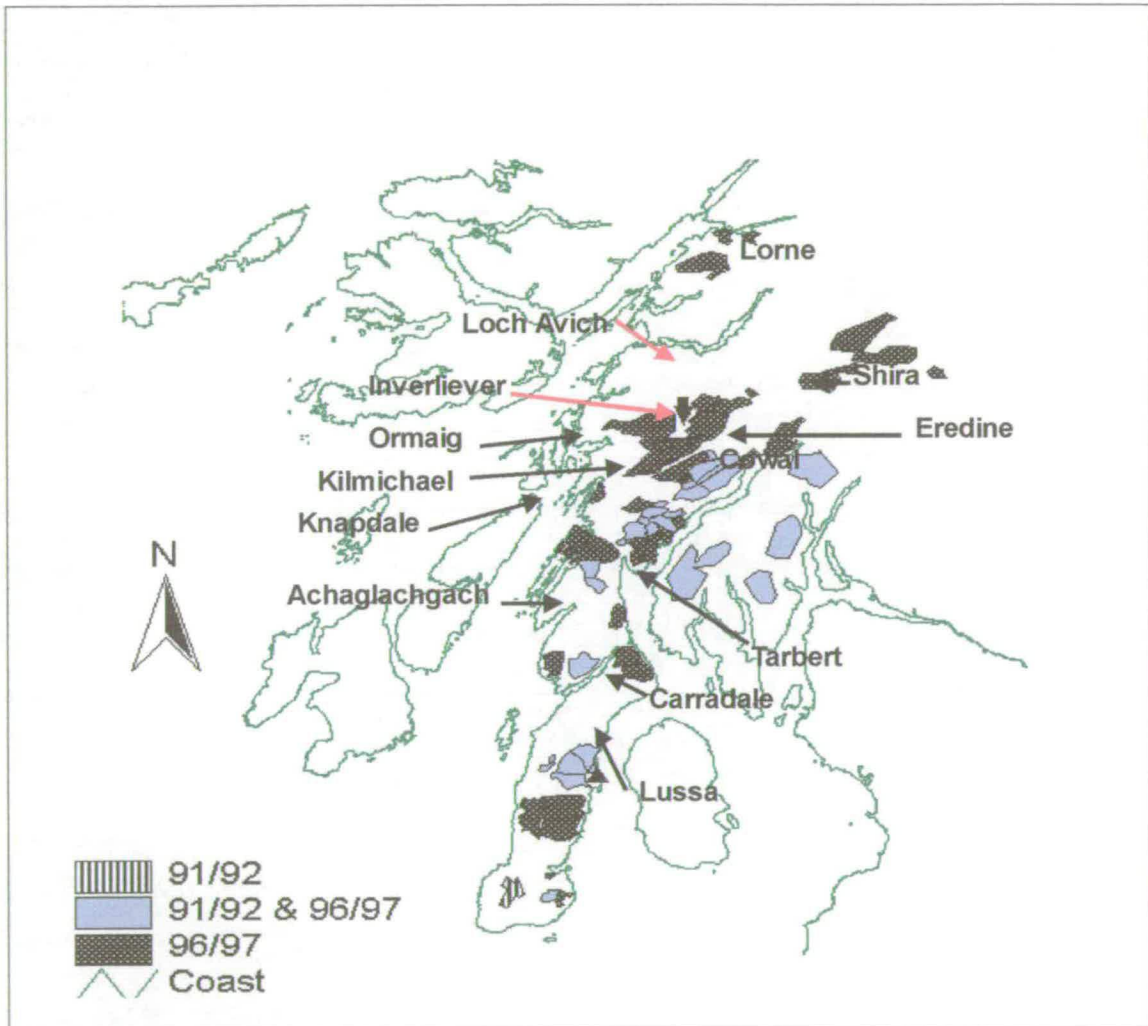 Lorne
Loch Avich
Shira
Inverliever
Ormaig
Eredine
Cowal
Kilmichael
Knapdale
N
Achaglachgach
Tarbert
Carradale
Lussa
91/92
91/92 & 96/97
96/97
Coast